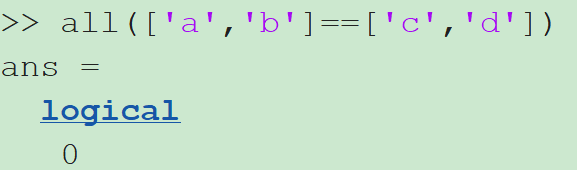 >> all(['a','b']==['c','d'])
ans =
logical
0